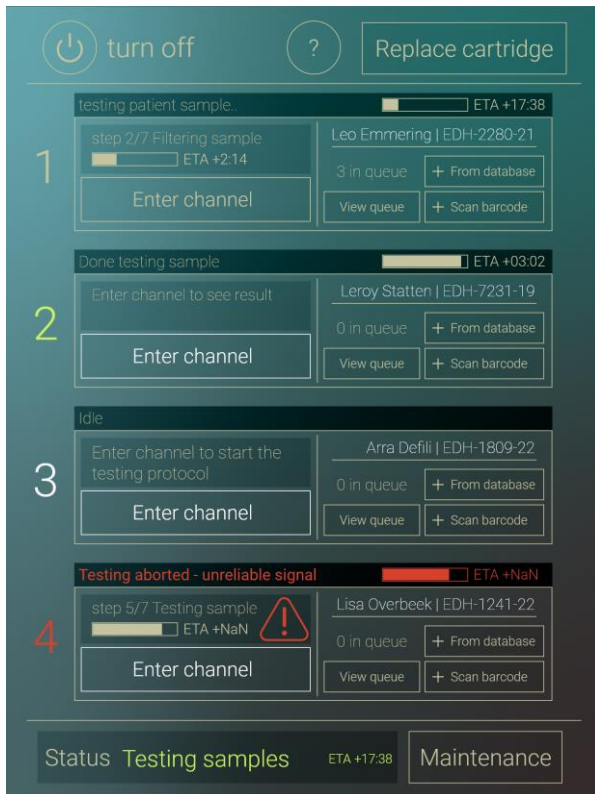 turn off
?
Replace cartridge
testing patient sample..
ETA +17:38
1
step 2/7 Filtering sample
ETA +2:14
Enter channel
Leo Emmering | EDH-2280-21
3 in queue
+ From database
View queue
+ Scan barcode
Done testing sample
ETA +03:02
2
Enter channel to see result
Enter channel
Leroy Statten | EDH-7231-19
0 in queue
+ From database
View queue
+ Scan barcode
Idle
3
Enter channel to start the
testing protocol
Enter channel
Arra Defili | EDH-1809-22
0 in queue
+ From database
View queue
+ Scan barcode
Testing aborted - unreliable signal
ETA +NaN
4
step 5/7 Testing sample
ETA +NaN
Enter channel
Lisa Overbeek | EDH-1241-22
0 in queue
+ From database
View queue
+ Scan barcode
Status Testing samples
ETA +17:38
Maintenance